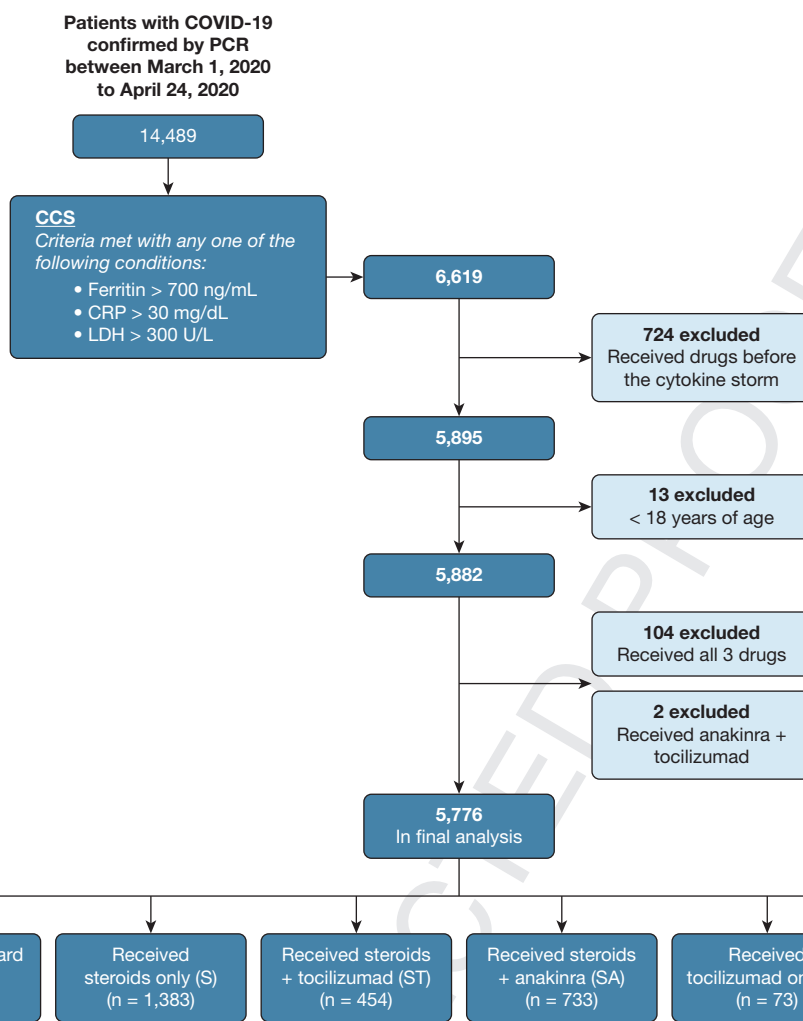 Patients with COVID-19
confirmed by PCR
between March 1, 2020
to April 24, 2020
14,489
CCS
Criteria met with any one of the
following conditions:
• Ferritin > 700 ng/mL
• CRP > 30 mg/dL
• LDH > 300 U/L
6,619
724 excluded
Received drugs before
the cytokine storm
5,895
13 excluded
< 18 years of age
5,882
104 excluded
Received all 3 drugs
2 excluded
Received anakinra +
tocilizumad
5,776
In final analysis
Received
steroids only (S)
(n = 1,383)
Received steroids
+ tocilizumad (ST)
(n = 454)
Received steroids
+ anakinra (SA)
(n = 733)
Received
tocilizumad
(n = 73)